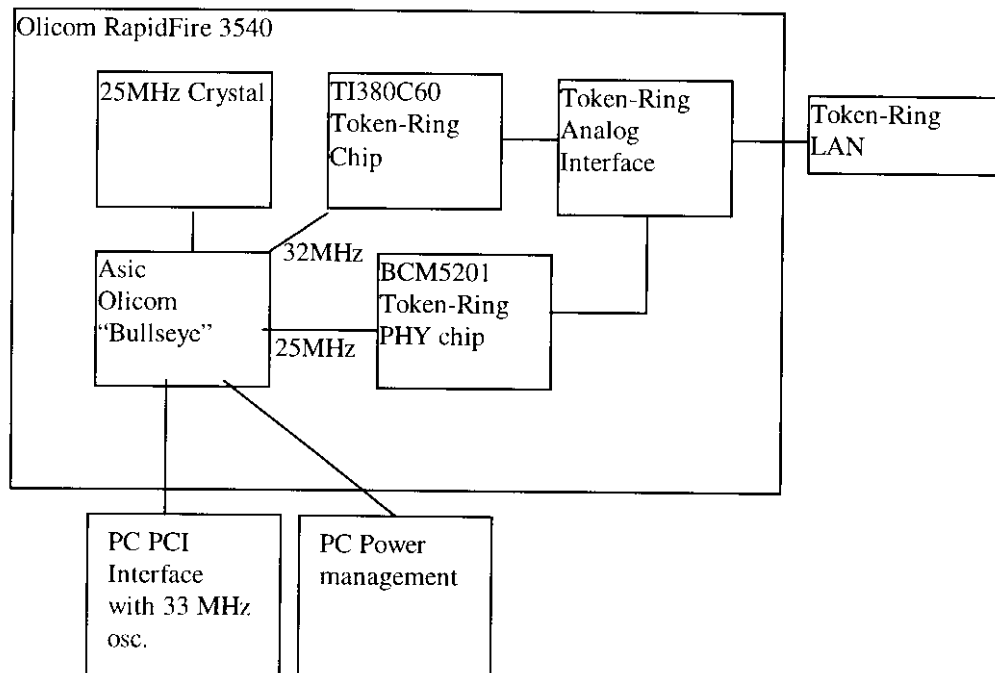 Olicom RapidFire 3540
25MHz Crystal
TI380C60
Token-Ring
Chip
Token-Ring
Analog
Interface
Token-Ring
LAN
32MHz
Asic
Olicom
“Bullseye”
25MHz
BCM5201
Token-Ring
PHY chip
PC PCI
Interface
with 33 MHz
osc.
PC Power
management